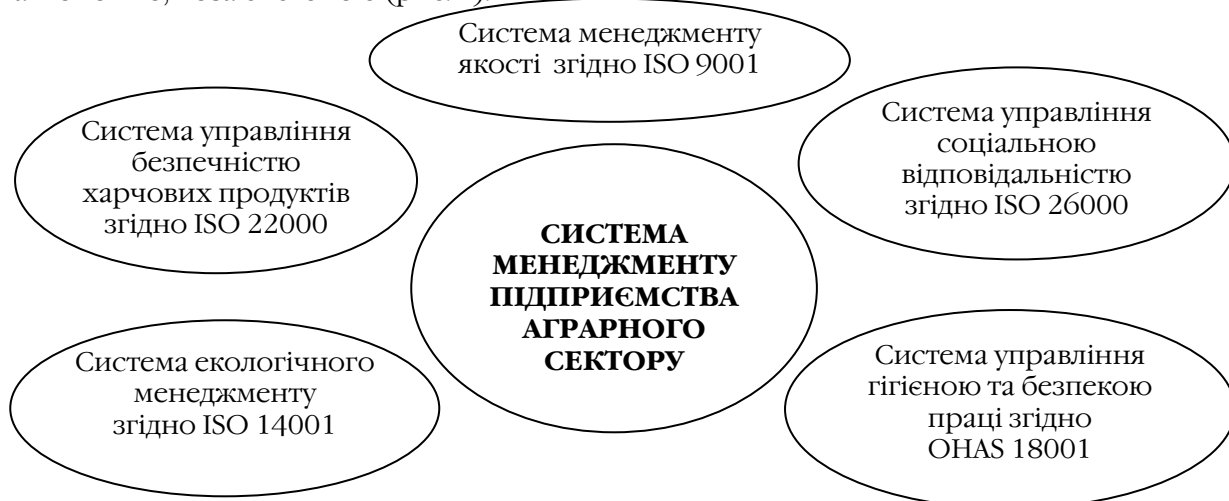 Система менеджменту
якості згідно ISO 9001
Система управління
безпечністю
харчових продуктів
згідно ISO 22000
Система управління
соціальною
відповідальністю
згідно ISO 26000
СИСТЕМА
МЕНЕДЖМЕНТУ
ПІДПРИЄМСТВА
АГРАРНОГО
СЕКТОРУ
Система екологічного
менеджменту
згідно ISO 14001
Система управління
гігієною та безпекою
праці згідно
OHAS 18001